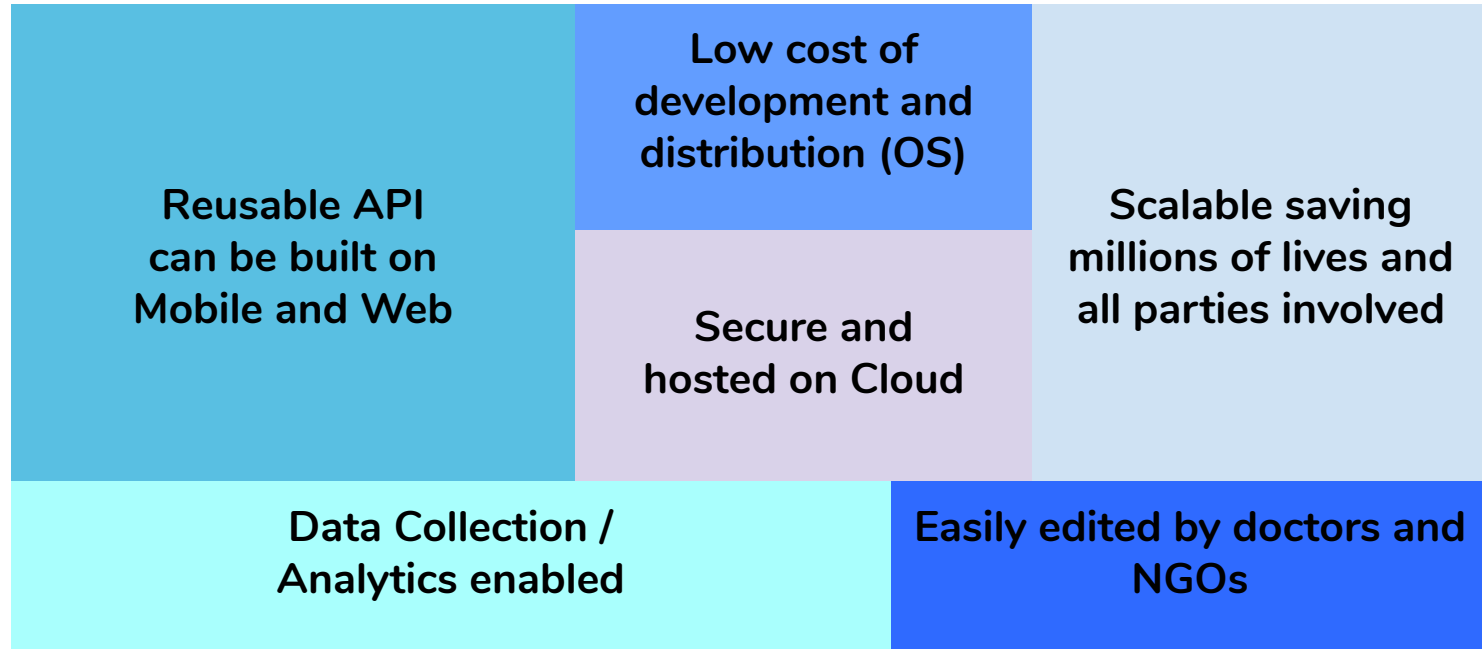 Reusable API
can be built on
Mobile and Web
Low cost of
development and
distribution (OS)
Secure and
hosted on Cloud
Scalable saving
millions of lives and
all parties involved
Data Collection /
Analytics enabled
Easily edited by doctors and
NGOs